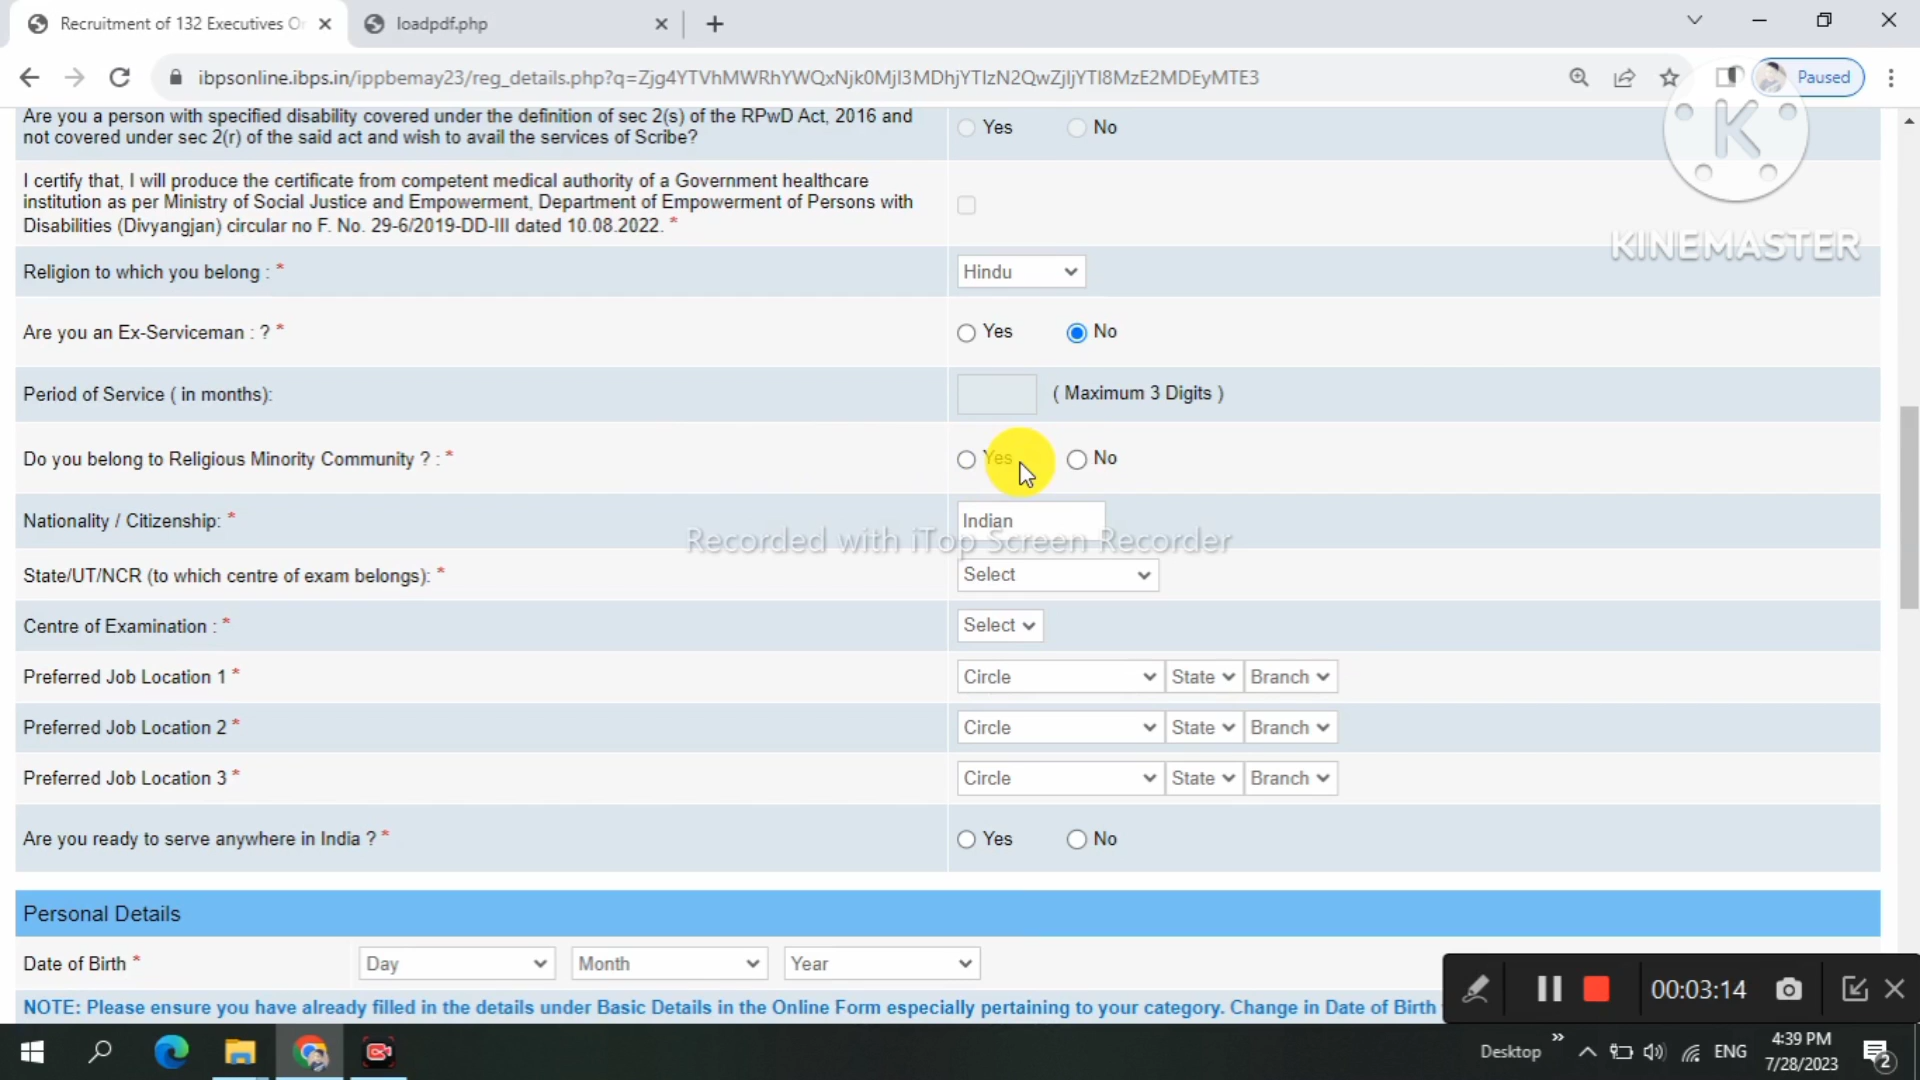 Recruitment of 132 Executives O
loadpdf.php
ibpsonline.ibps.in/ippbemay23/reg_details.php?q=Zjg4YTVhMWRhYWQxNjk0MjI3MDhjYTIzN2QwZjljYTI8MzE2MDEyMTE3
Paused
Are you a person with specified disability covered under the definition of sec 2(s) of the RPwD Act, 2016 and
not covered under sec 2(r) of the said act and wish to avail the services of Scribe?
Yes No
I certify that, I will produce the certificate from competent medical authority of a Government healthcare
institution as per Ministry of Social Justice and Empowerment, Department of Empowerment of Persons with
Disabilities (Divyangjan) circular no F. No. 29-6/2019-DD-III dated 10.08.2022. *
K
KINEMASTER
Religion to which you belong : * Hindu
Are you an Ex-Serviceman : ? * Yes No
Period of Service ( in months): ( Maximum 3 Digits )
Do you belong to Religious Minority Community ? : * Yes No
Nationality / Citizenship: * Indian
Recorded with iTop Screen Recorder
State/UT/NCR (to which centre of exam belongs): * Select
Centre of Examination : * Select
Preferred Job Location 1 * Circle State Branch
Preferred Job Location 2 * Circle State Branch
Preferred Job Location 3 * Circle State Branch
Are you ready to serve anywhere in India ? * Yes No
Personal Details
Date of Birth * Day Month Year
NOTE: Please ensure you have already filled in the details under Basic Details in the Online Form especially pertaining to your category. Change in Date of Birth
00:03:14
Desktop
ENG
4:39 PM
7/28/2023
2